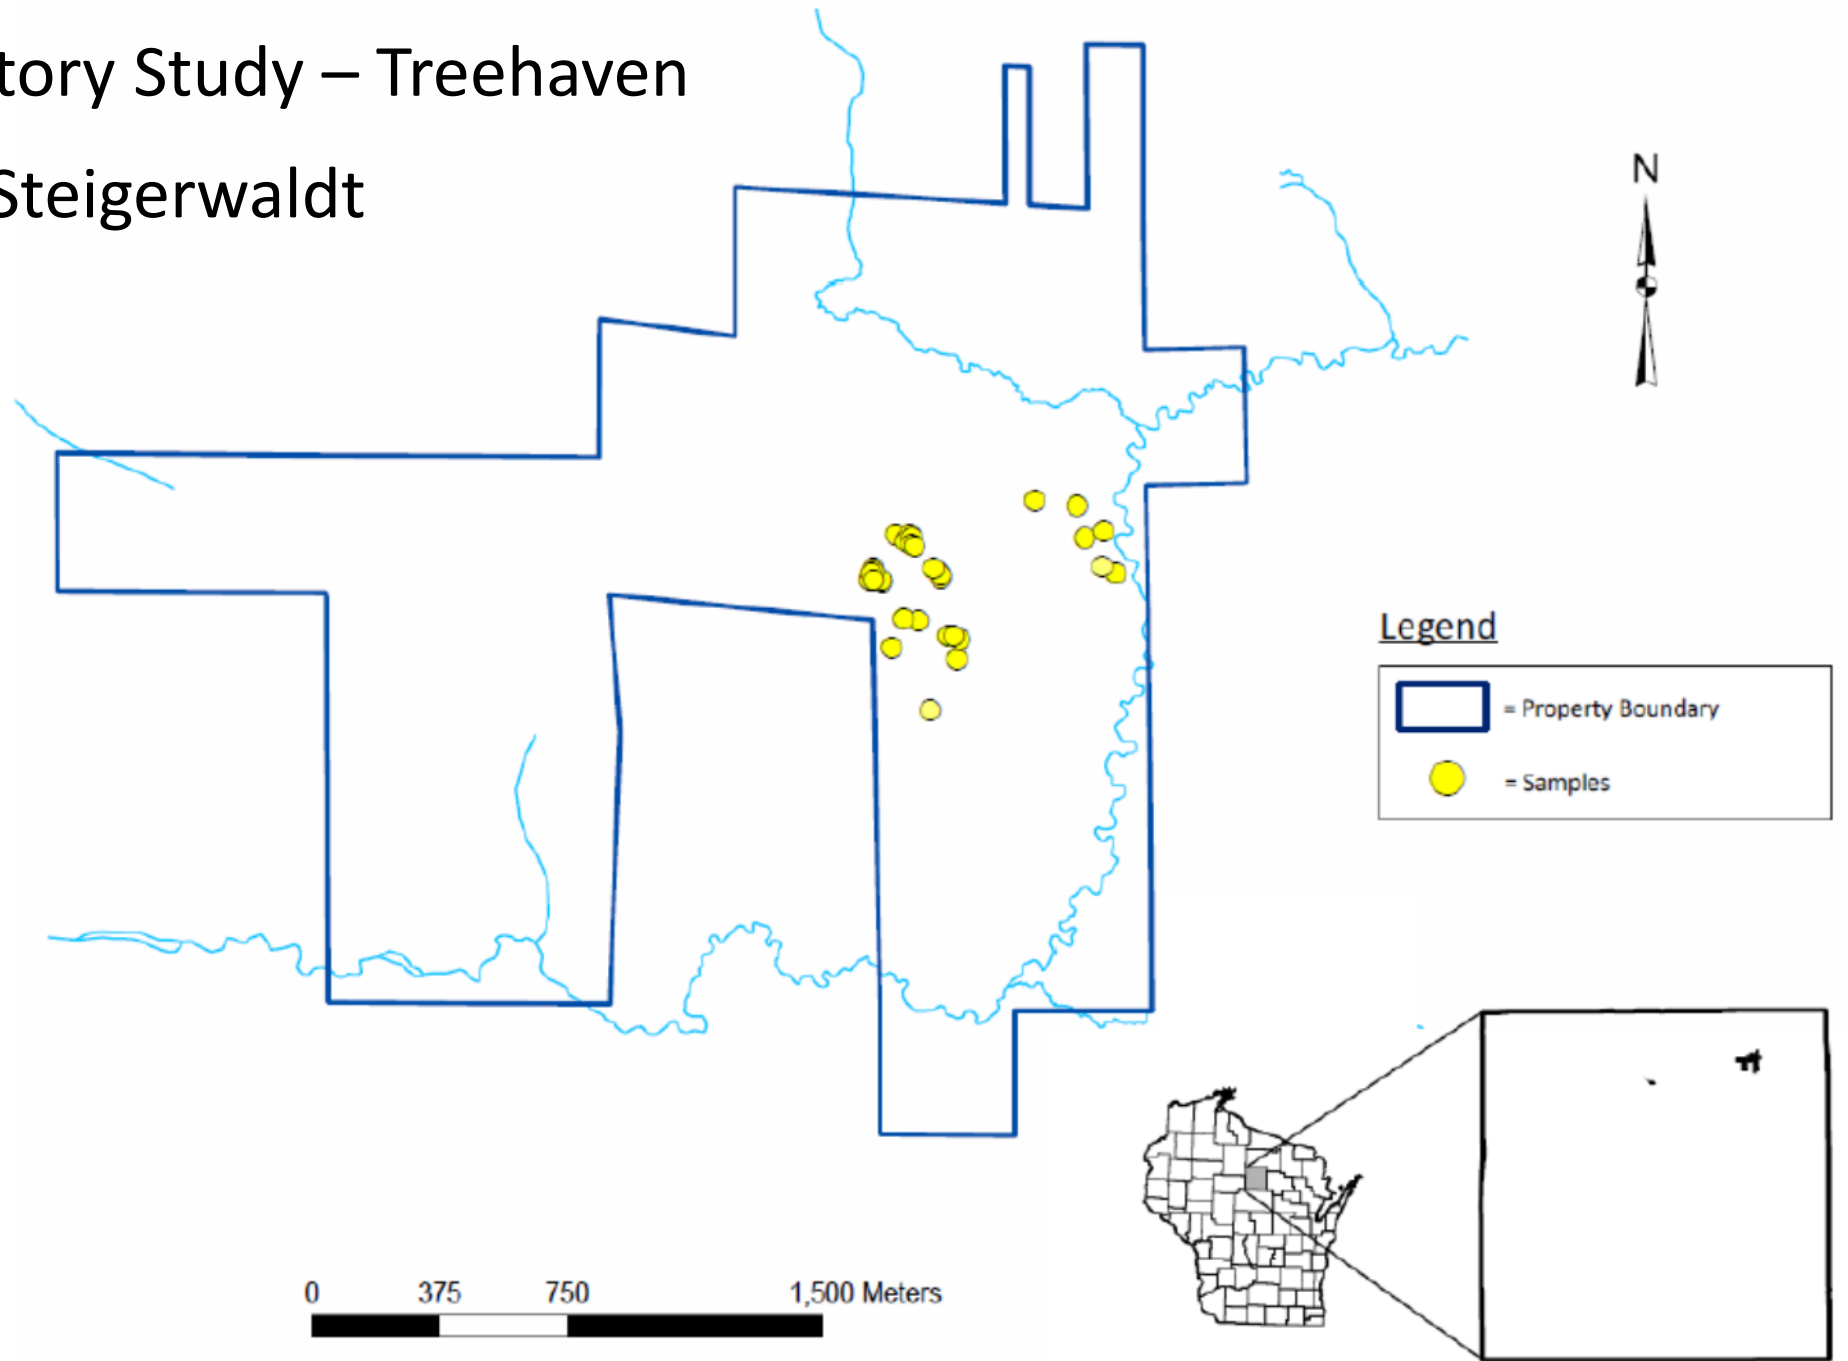 tory Study – Treehaven
Steigerwaldt
N
Legend
= Property Boundary
= Samples
0 375 750 1,500 Meters